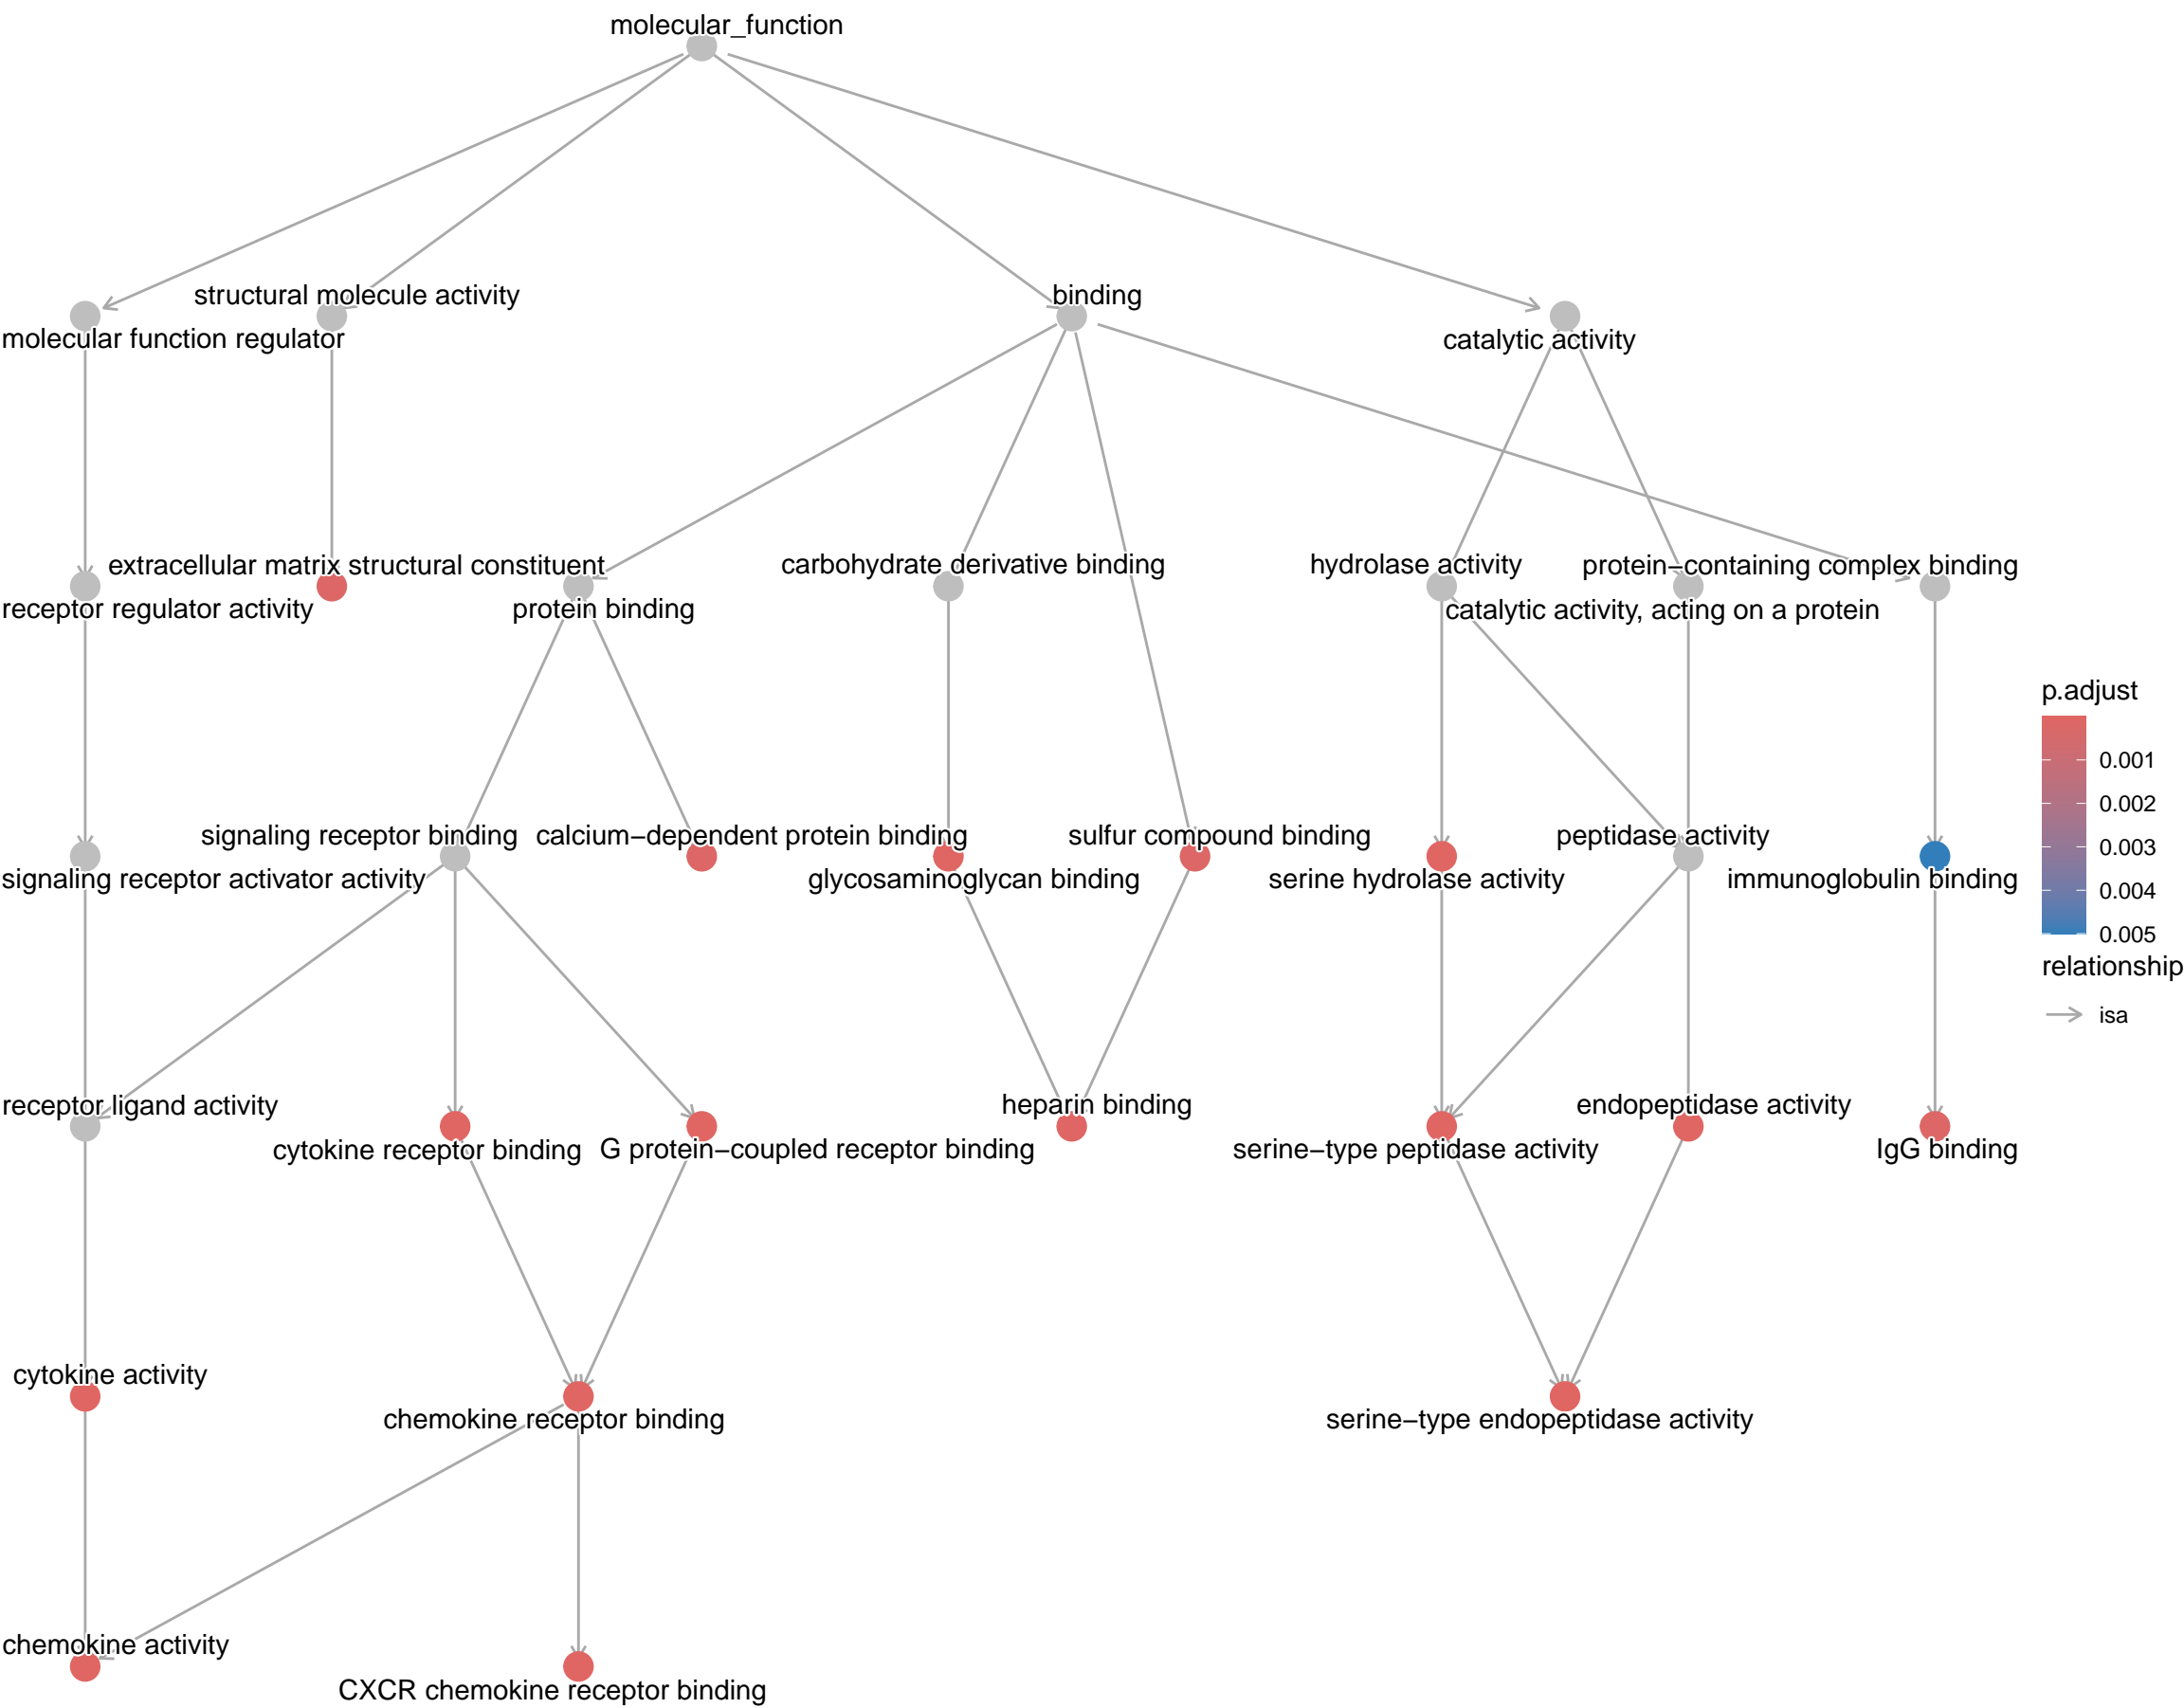 molecular_function
structural molecule activity
binding
molecular function regulator
catalytic activity
extracellular matrix structural constituent
carbohydrate derivative binding
hydrolase activity
protein−containing complex binding
receptor regulator activity
protein binding
catalytic activity, acting on a protein
signaling receptor binding
calcium−dependent protein binding
sulfur compound binding
peptidase activity
signaling receptor activator activity
glycosaminoglycan binding
serine hydrolase activity
immunoglobulin binding
receptor ligand activity
heparin binding
endopeptidase activity
cytokine receptor binding
G protein−coupled receptor binding
serine−type peptidase activity
IgG binding
cytokine activity
chemokine receptor binding
serine−type endopeptidase activity
chemokine activity
CXCR chemokine receptor binding
p.adjust
0.001
0.002
0.003
0.004
0.005
relationship
isa